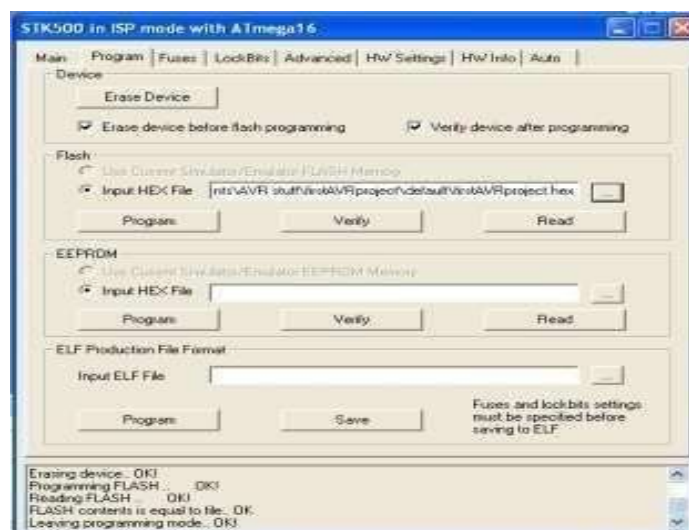 STK500 in ISP mode with ATmega16
Main Program Fuses LockBits Advanced HW Settings HW Info Auto
Device
Erase Device
Erase device before flash programming Verify device after programming
Flash
Use Current Simulator/Emulator FLASH Memory
Input HEX File nts\AVR stuff\firstAVRproject\default\firstAVRproject.hex ...
Program Verify Read
EEPROM
Use Current Simulator/Emulator EEPROM Memory
Input HEX File ...
Program Verify Read
ELF Production File Format
Input ELF File ...
Program Save Fuses and lockbits settings
must be specified before
saving to ELF
Erasing device.. OK!
Programming FLASH .. OK!
Reading FLASH .. OK!
FLASH contents is equal to file.. OK
Leaving programming mode.. OK!